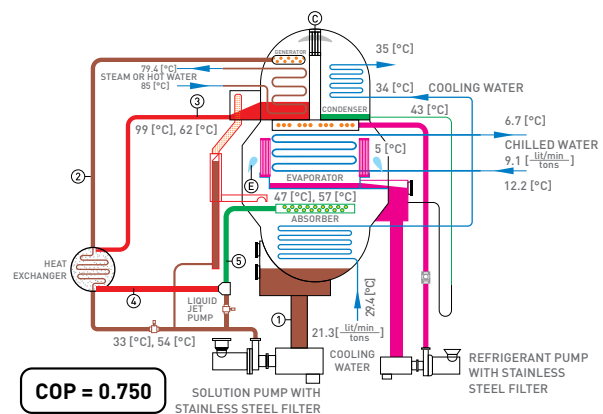 C
GENERATOR
35 [°C]
79.4 [°C]
STEAM OR HOT WATER
85 [°C]
34 [°C]
COOLING WATER
3
CONDENSER
43 [°C]
99 [°C], 62 [°C]
6.7 [°C]
CHILLED WATER
5 [°C]
9.1 [lit/min/tons]
2
E
EVAPORATOR
12.2 [°C]
47 [°C], 57 [°C]
ABSORBER
HEAT
EXCHANGER
5
4
LIQUID
JET
PUMP
1
29.4 [°C]
21.3[lit/min/tons]
33 [°C], 54 [°C]
COOLING
WATER
REFRIGERANT PUMP
WITH STAINLESS
STEEL FILTER
COP = 0.750
SOLUTION PUMP WITH
STAINLESS STEEL FILTER